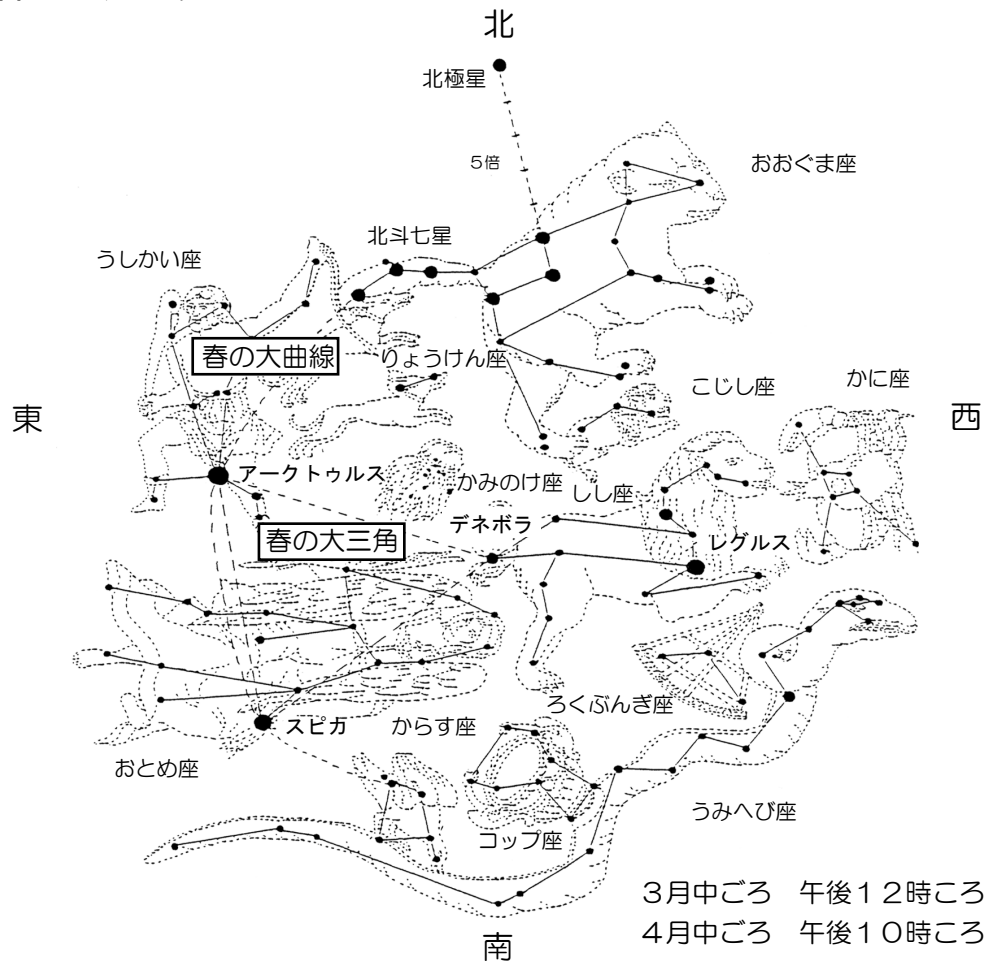 北
北極星
５倍
おおぐま座
北斗七星
うしかい座
春の大曲線
りょうけん座
こじし座
かに座
東
西
アークトゥルス
かみのけ座
しし座
デネボラ
春の大三角
レグルス
ろくぶんぎ座
スピカ
からす座
おとめ座
うみへび座
コップ座
３月中ごろ　午後１２時ころ
４月中ごろ　午後１０時ころ
南